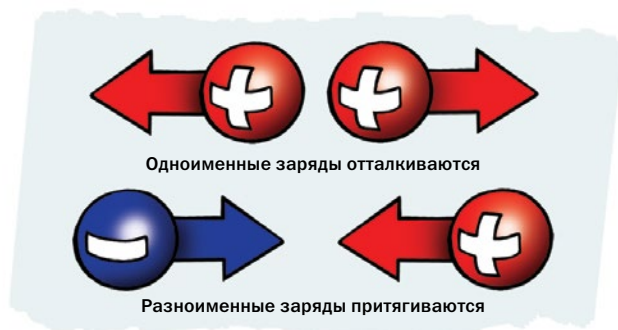 Одноименные заряды отталкиваются
Разноименные заряды притягиваются